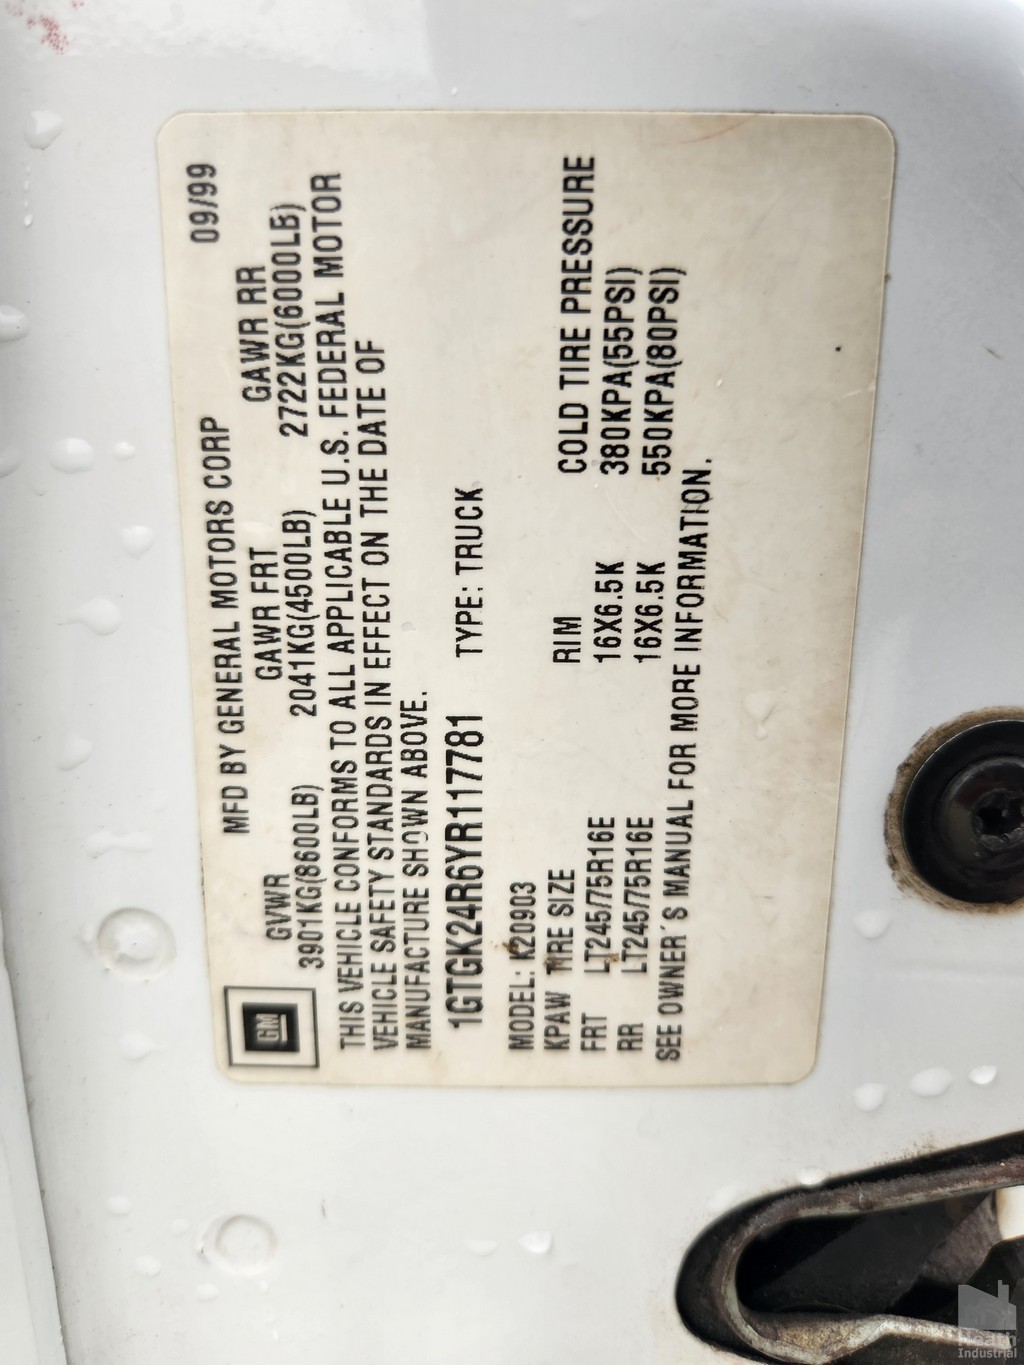 MFD BY GENERAL MOTORS CORP 09/99
GM
GVWR GAWR FRT GAWR RR
3901KG(8600LB) 2041KG(4500LB) 2722KG(6000LB)
THIS VEHICLE CONFORMS TO ALL APPLICABLE U.S. FEDERAL MOTOR
VEHICLE SAFETY STANDARDS IN EFFECT ON THE DATE OF
MANUFACTURE SHOWN ABOVE.
1GTGK24R6YR117781 TYPE: TRUCK
MODEL: K20903
KPAW TIRE SIZE RIM COLD TIRE PRESSURE
FRT LT245/75R16E 16X6.5K 380KPA(55PSI)
RR LT245/75R16E 16X6.5K 550KPA(80PSI)
SEE OWNER'S MANUAL FOR MORE INFORMATION.
Heath
Industrial